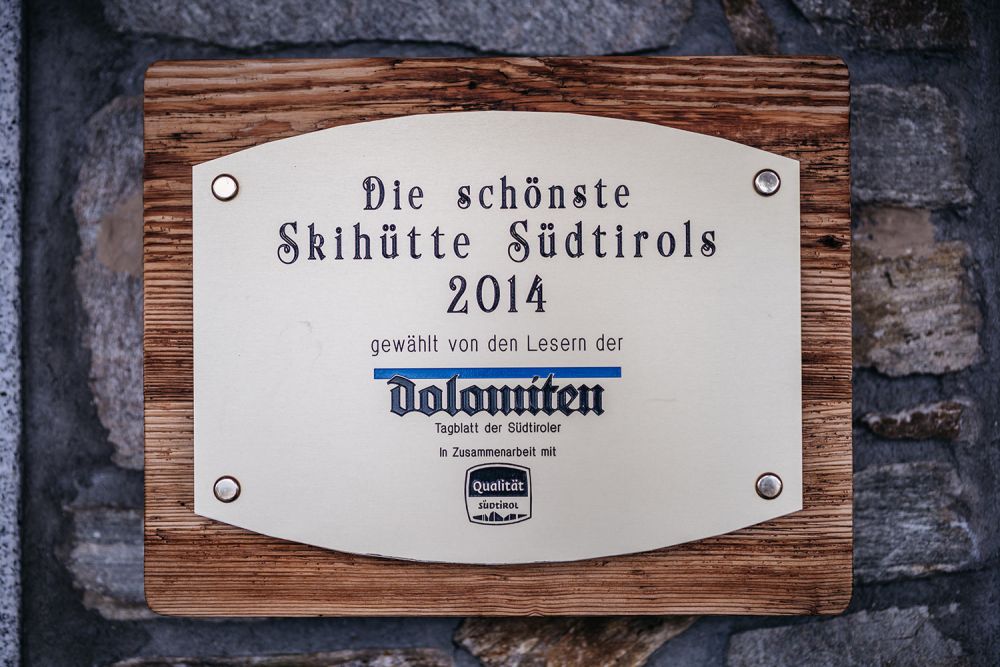 Die schönste
Skihütte Südtirols
2014
gewählt von den Lesern der
Dolomiten
Tagblatt der Südtiroler
In Zusammenarbeit mit
Qualität
SÜDTIROL